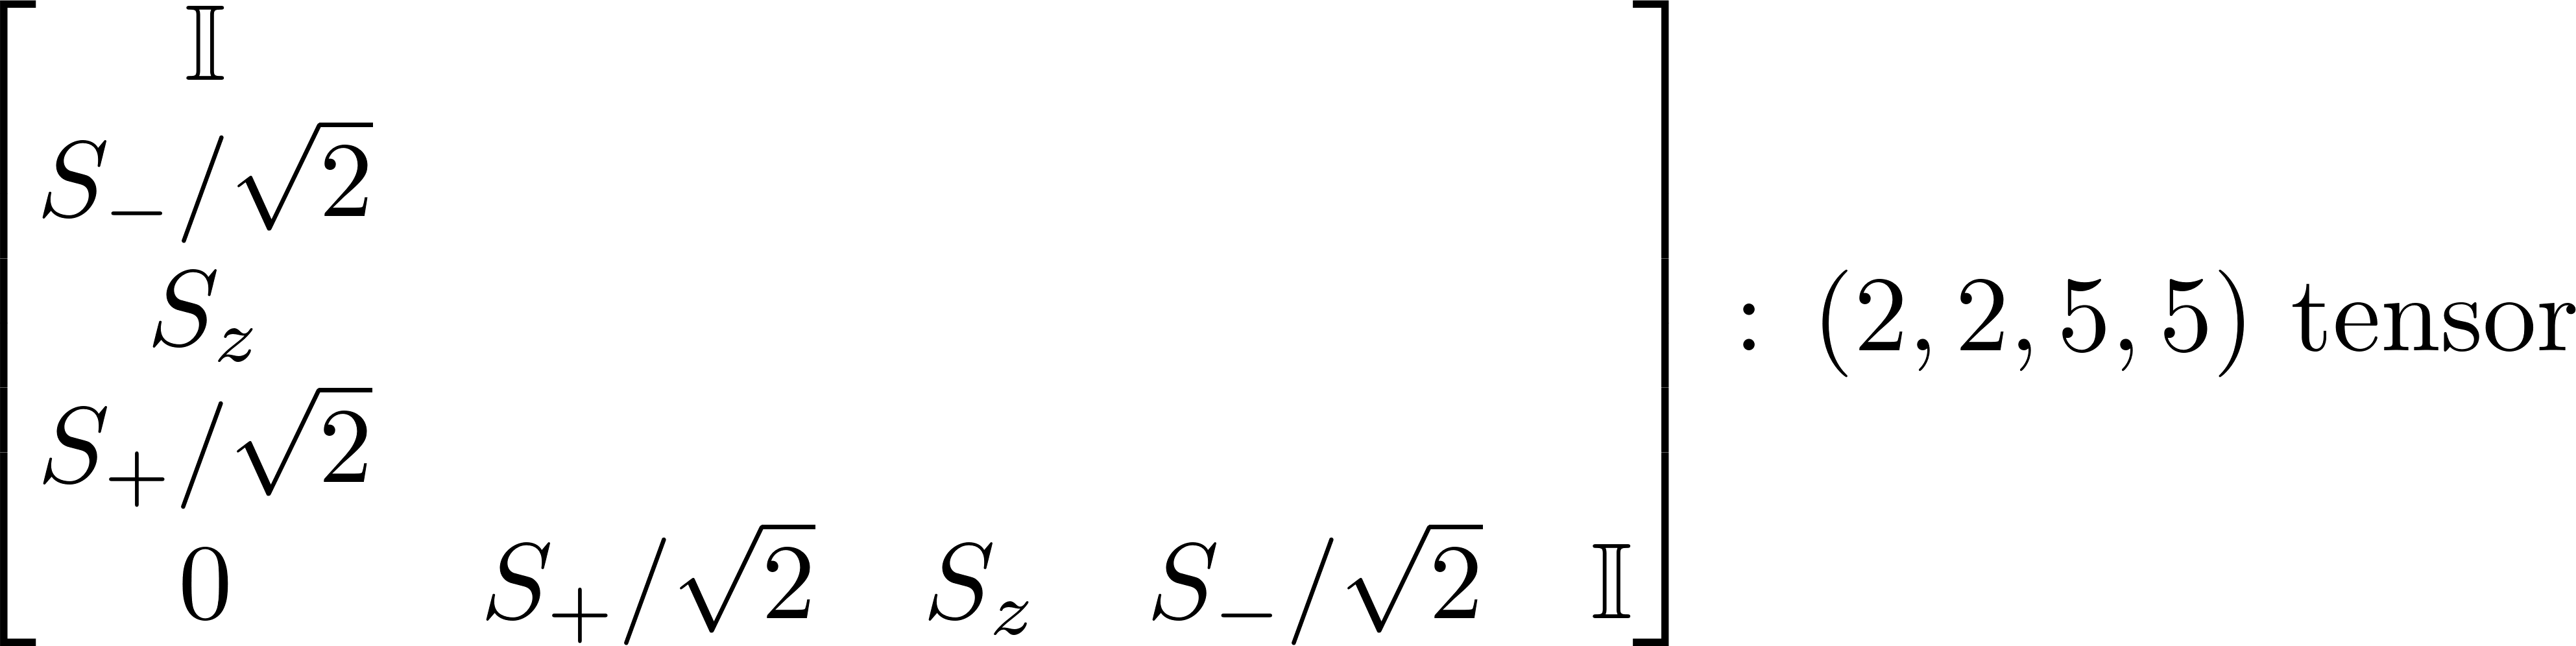 𝕀
S₋/√2
S_z
S₊/√2 : (2, 2, 5, 5) tensor
0 S₊/√2 S_z S₋/√2 𝕀